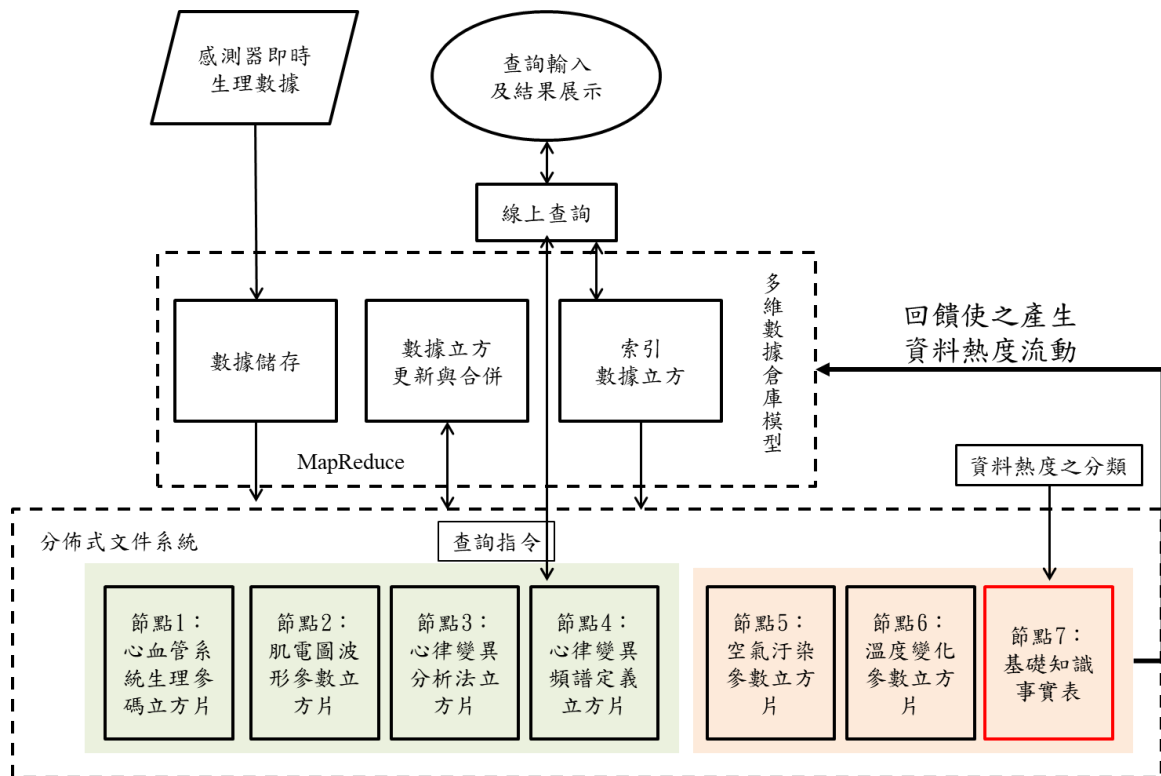 感測器即時
生理數據
查詢輸入
及結果展示
線上查詢
多維數據倉庫模型
數據儲存
數據立方
更新與合併
索引
數據立方
MapReduce
回饋使之產生
資料熱度流動
資料熱度之分類
分佈式文件系統
查詢指令
節點1：
心血管系
統生理參
碼立方片
節點2：
肌電圖波
形參數立
方片
節點3：
心律變異
分析法立
方片
節點4：
心律變異
頻譜定義
立方片
節點5：
空氣汙染
參數立方
片
節點6：
溫度變化
參數立方
片
節點7：
基礎知識
事實表